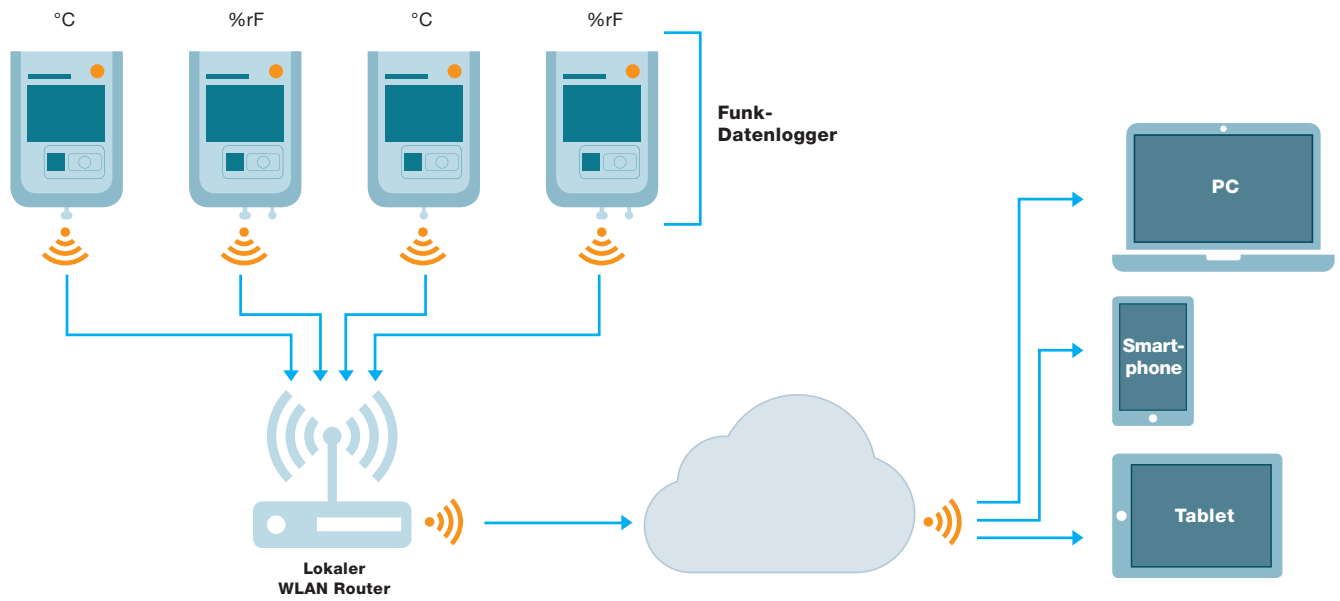 °C
%rF
°C
%rF
Funk-
Datenlogger
PC
Smart-
phone
Tablet
Lokaler
WLAN Router